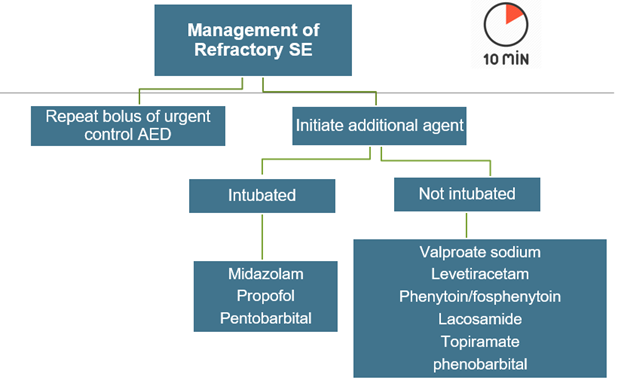 Management of
Refractory SE
10 MIN
Repeat bolus of urgent
control AED
Initiate additional agent
Intubated
Not intubated
Midazolam
Propofol
Pentobarbital
Valproate sodium
Levetiracetam
Phenytoin/fosphenytoin
Lacosamide
Topiramate
phenobarbital